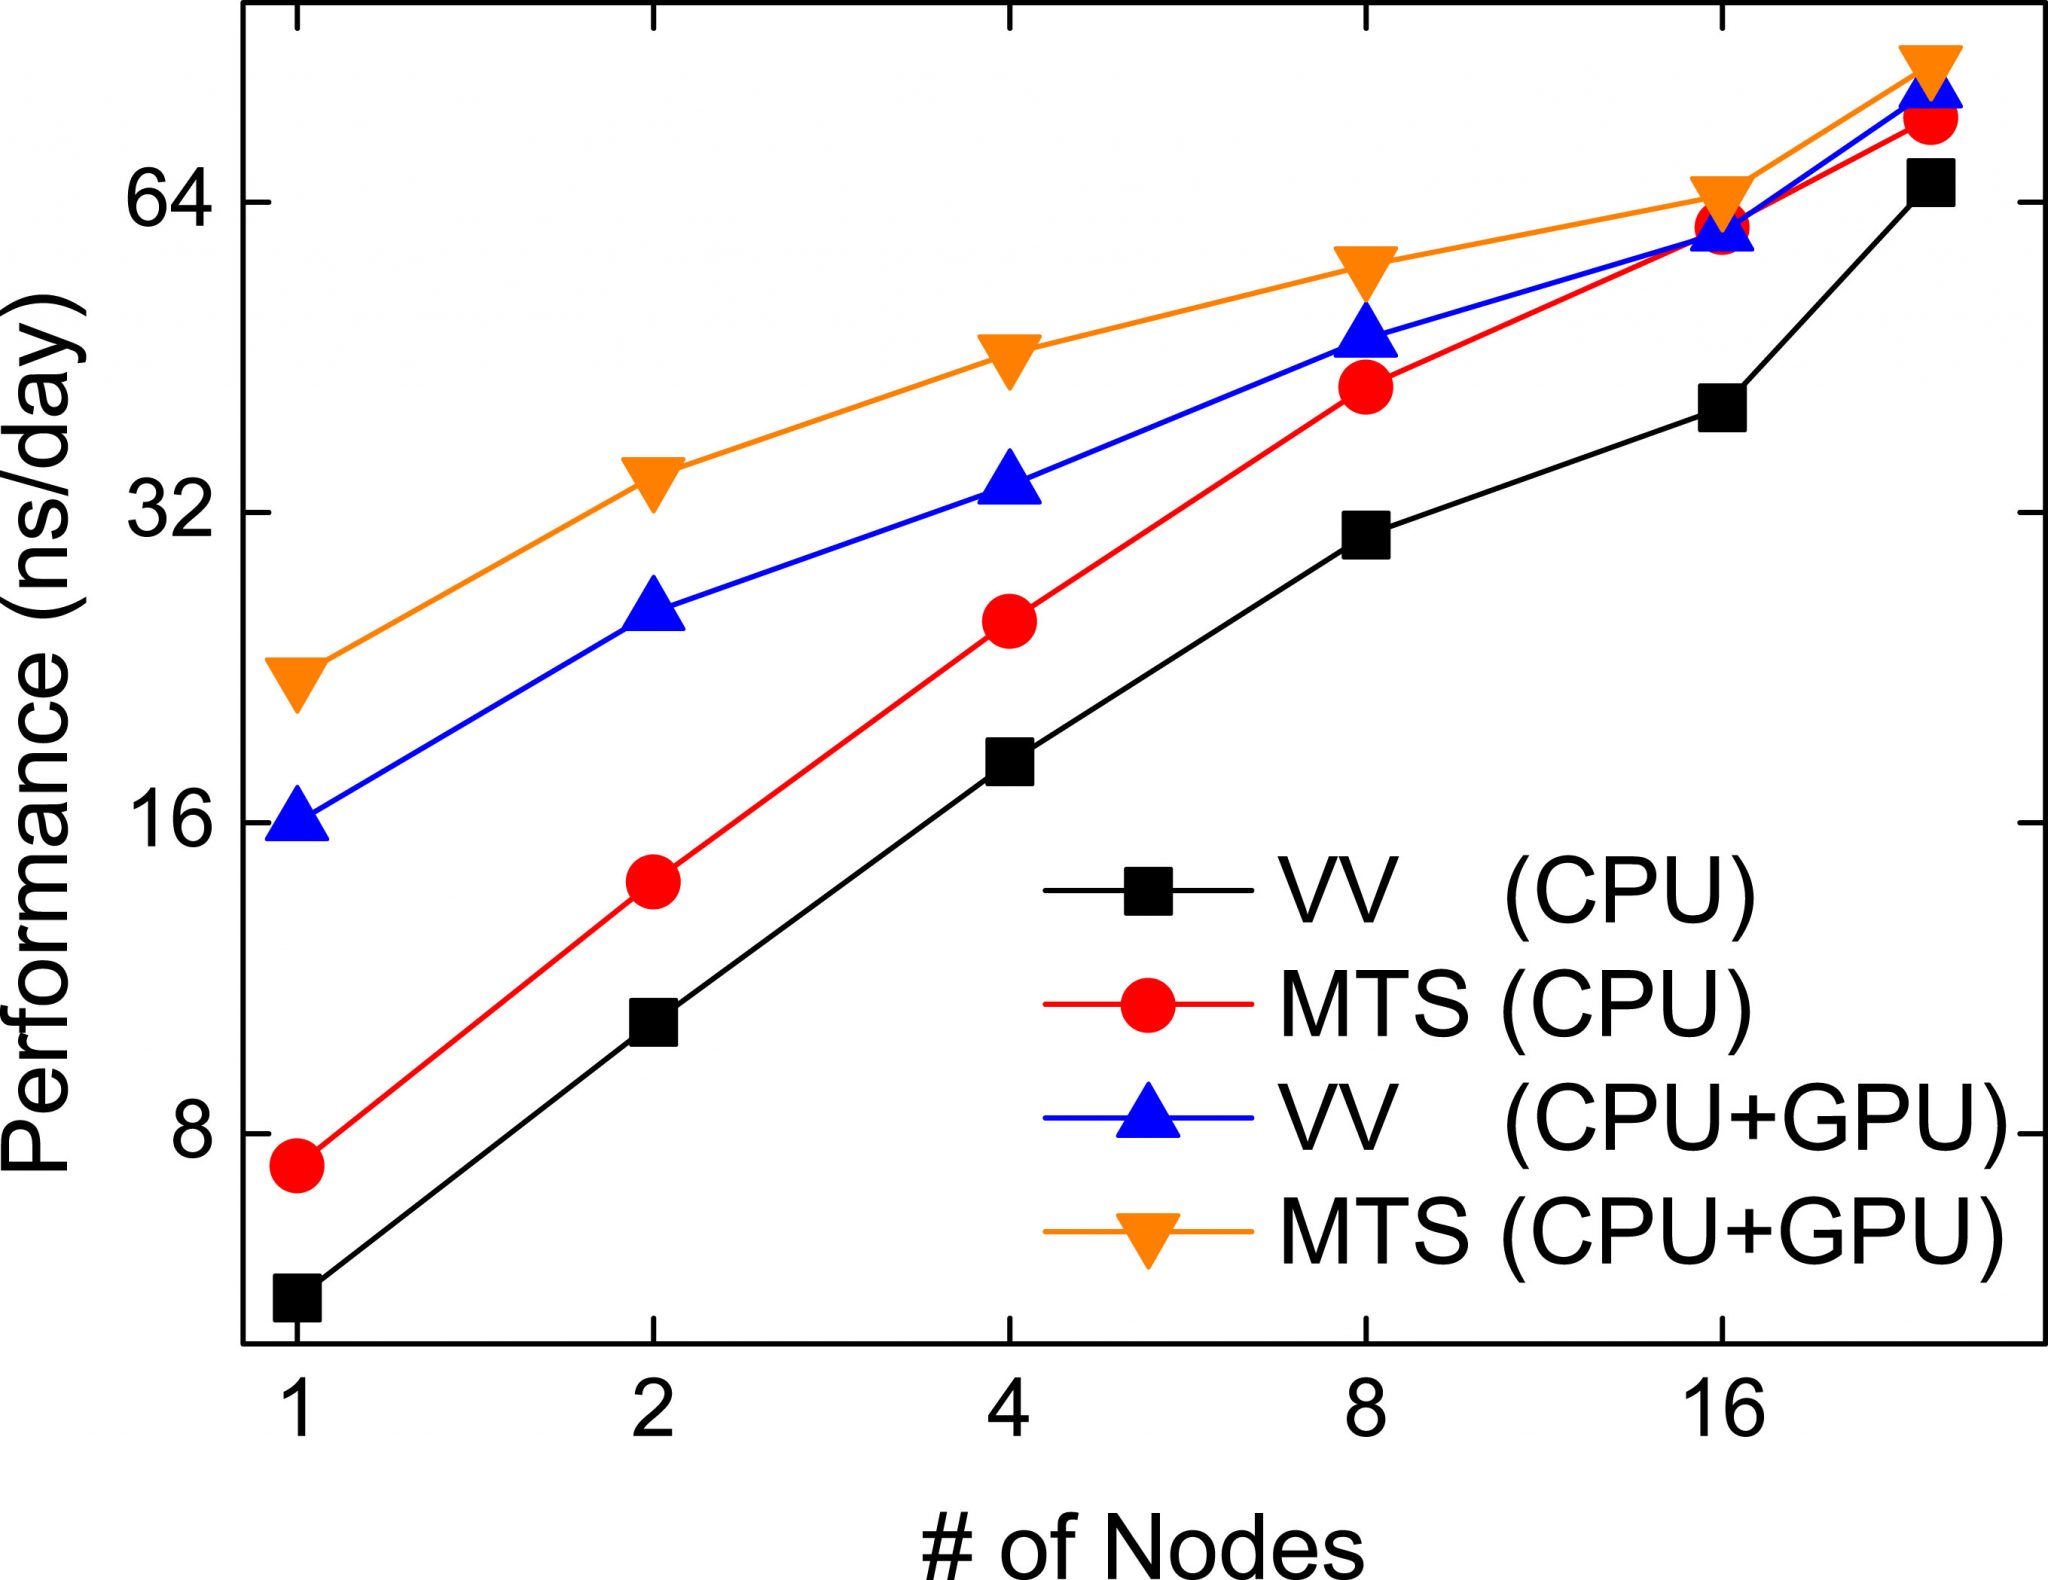 Performance (ns/day)
64
32
16
8
VV (CPU)
MTS (CPU)
VV (CPU+GPU)
MTS (CPU+GPU)
1 2 4 8 16
# of Nodes